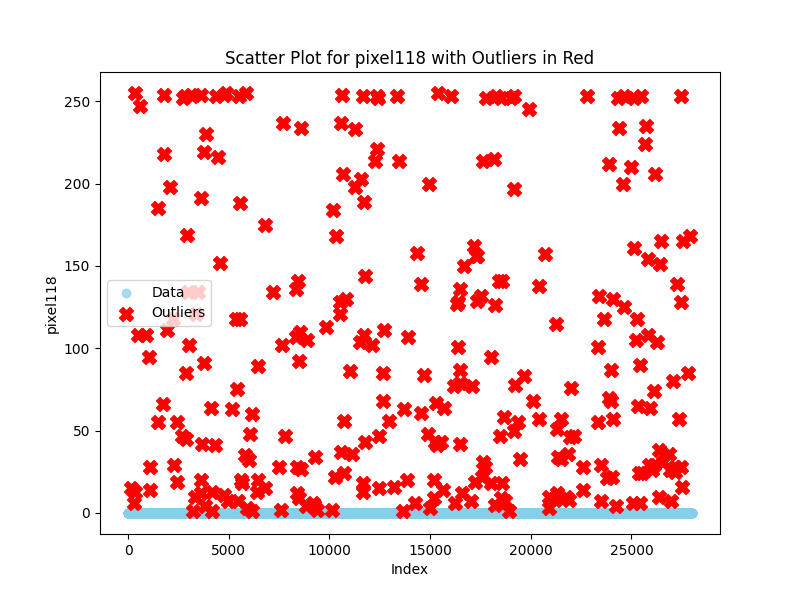 Scatter Plot for pixel118 with Outliers in Red
250
200
150
100
50
0
pixel118
Data
Outliers
0 5000 10000 15000 20000 25000
Index